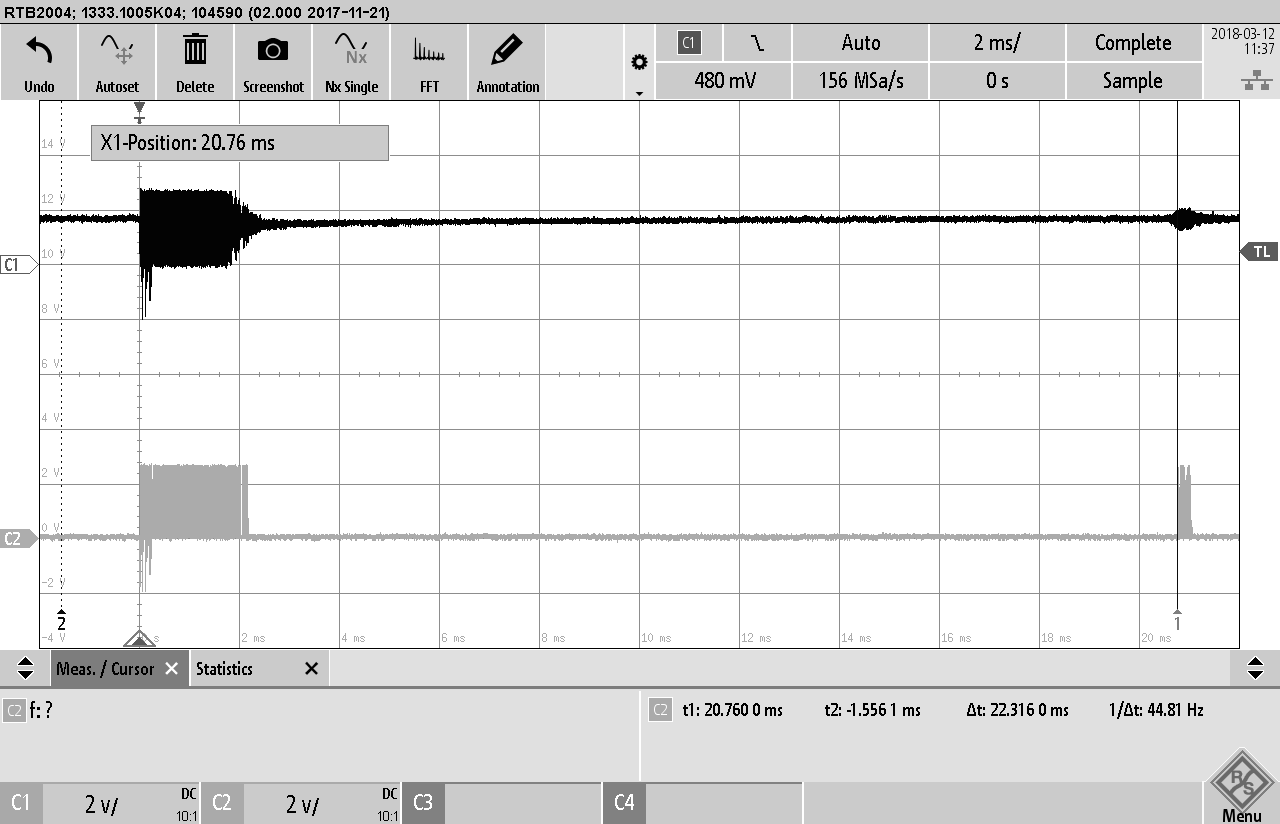 RTB2004; 1333.1005K04; 104590 (02.000 2017-11-21)
Undo Autoset Delete Screenshot Nx Nx Single FFT Annotation
C1 Auto 2 ms/ Complete 2018-03-12
11:37
480 mV 156 MSa/s 0 s Sample
X1-Position: 20.76 ms
14 V
12 V
10 V
C1
TL
8 V
6 V
4 V
2 V
0 V
C2
-2 V
2
1
-4 V s 2 ms 4 ms 6 ms 8 ms 10 ms 12 ms 14 ms 16 ms 18 ms 20 ms
Meas. / Cursor Statistics
C2 f: ? C2 t1: 20.760 0 ms t2: -1.556 1 ms Δt: 22.316 0 ms 1/Δt: 44.81 Hz
C1 2 V/ DC 10:1 C2 2 V/ DC 10:1 C3 C4 R S Menu